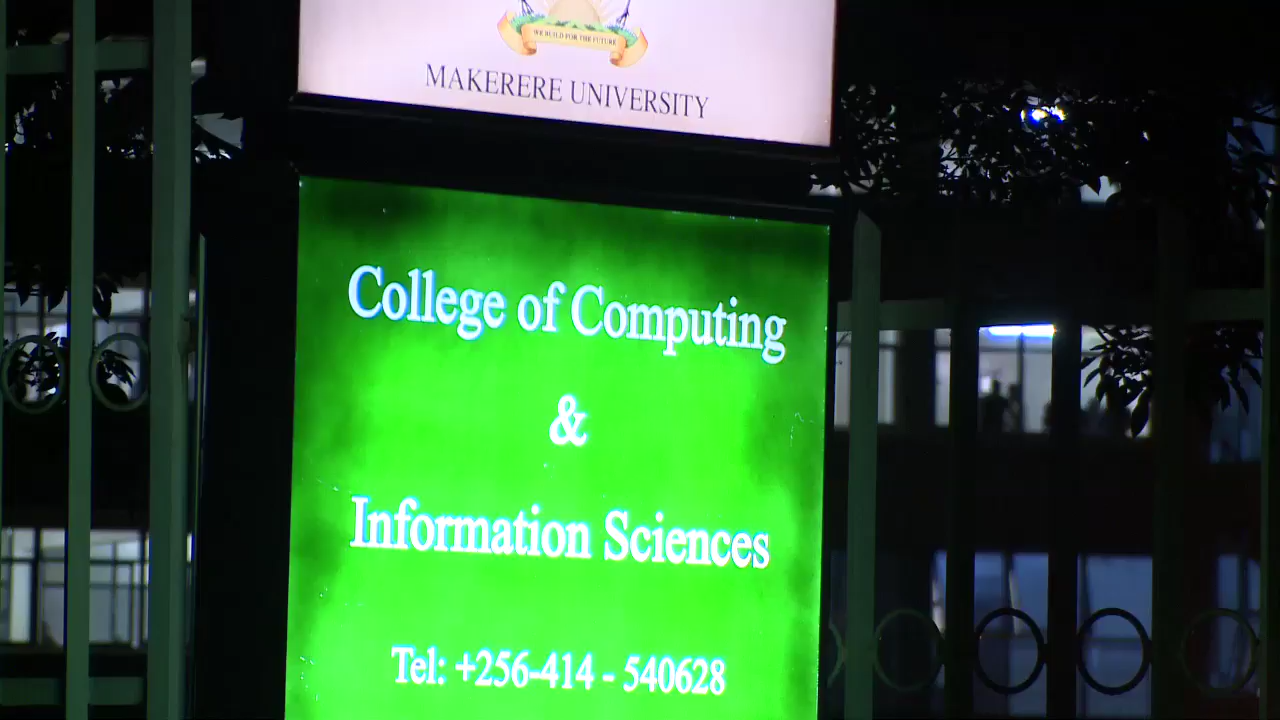 WE BUILD FOR THE FUTURE
MAKERERE UNIVERSITY
College of Computing
&
Information Sciences
Tel: +256-414 - 540628